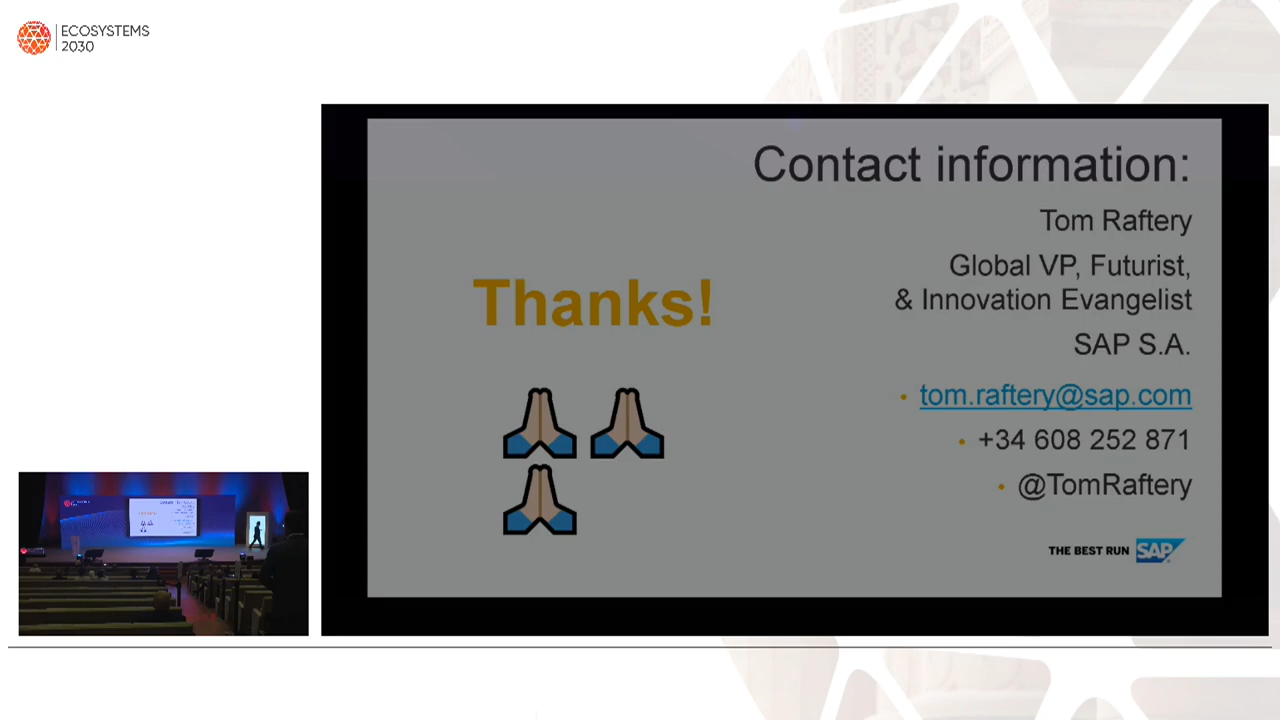 ECOSYSTEMS
2030
Contact information:
Tom Raftery
Global VP, Futurist,
& Innovation Evangelist
SAP S.A.
Thanks!
• tom.raftery@sap.com
• +34 608 252 871
• @TomRaftery
THE BEST RUN SAP